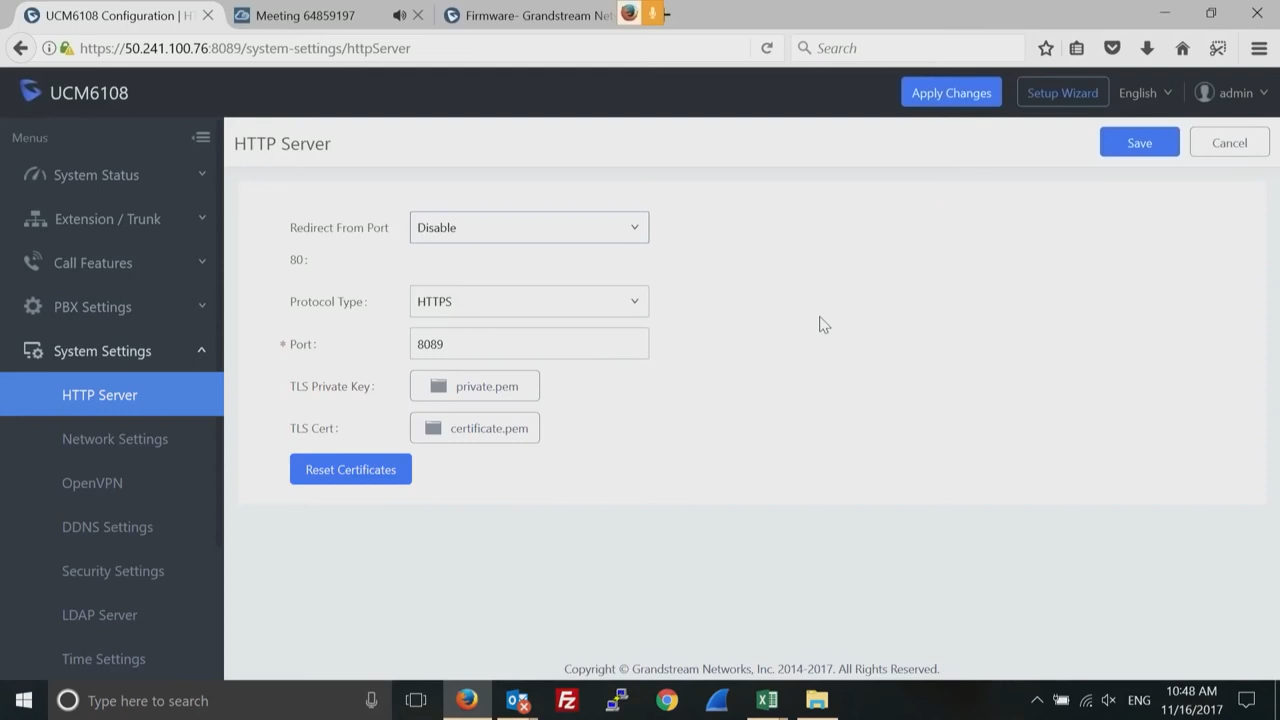 UCM6108 Configuration | H
Meeting 64859197
Firmware- Grandstream Net
https://50.241.100.76:8089/system-settings/httpServer
Search
UCM6108
Apply Changes
Setup Wizard
English
admin
Menus
System Status
Extension / Trunk
Call Features
PBX Settings
System Settings
HTTP Server
Network Settings
OpenVPN
DDNS Settings
Security Settings
LDAP Server
Time Settings
HTTP Server
Save
Cancel
Redirect From Port
80 :
Disable
Protocol Type :
HTTPS
* Port :
8089
TLS Private Key :
private.pem
TLS Cert :
certificate.pem
Reset Certificates
Copyright © Grandstream Networks, Inc. 2014-2017. All Rights Reserved.
Type here to search
ENG
10:48 AM
11/16/2017